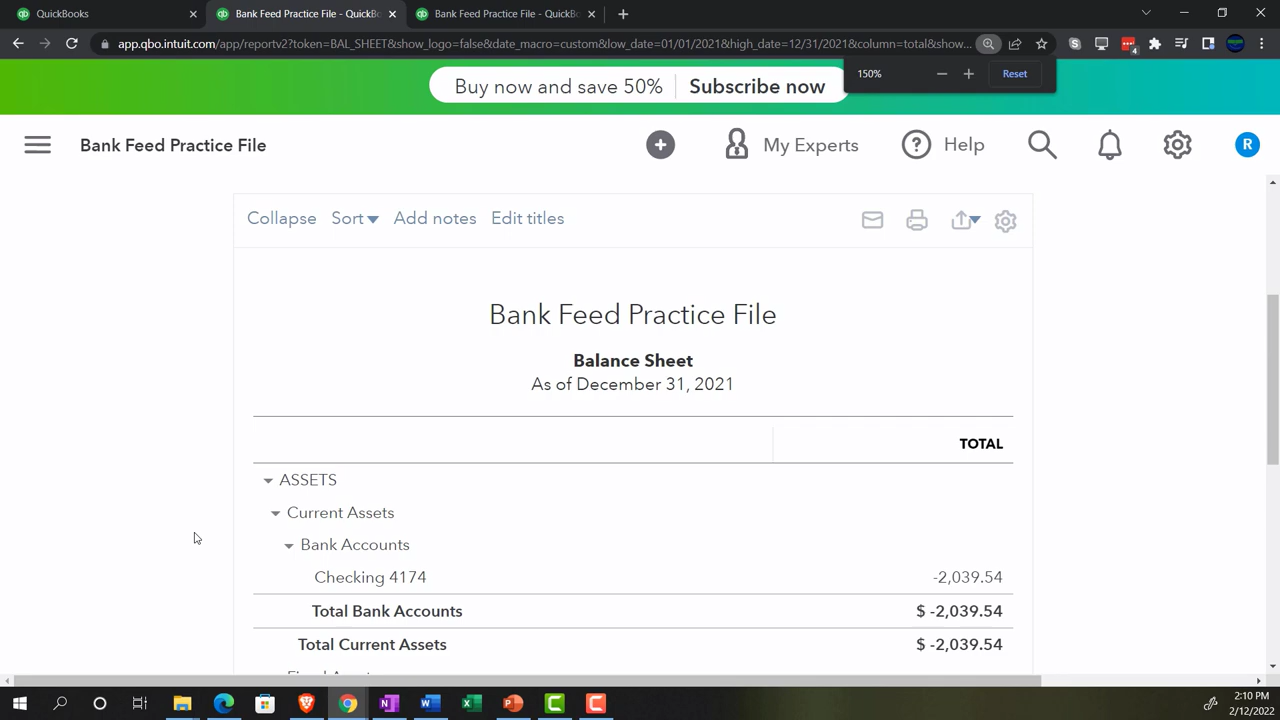 QuickBooks
Bank Feed Practice File - QuickBo
Bank Feed Practice File - QuickBo
app.qbo.intuit.com/app/reportv2?token=BAL_SHEET&show_logo=false&date_macro=custom&low_date=01/01/2021&high_date=12/31/2021&column=total&show...
4
150%
Reset
Buy now and save 50%
Subscribe now
Bank Feed Practice File
My Experts
Help
R
Collapse
Sort
Add notes
Edit titles
Bank Feed Practice File
Balance Sheet
As of December 31, 2021
TOTAL
ASSETS
Current Assets
Bank Accounts
Checking 4174 -2,039.54
Total Bank Accounts $ -2,039.54
Total Current Assets $ -2,039.54
2:10 PM
2/12/2022